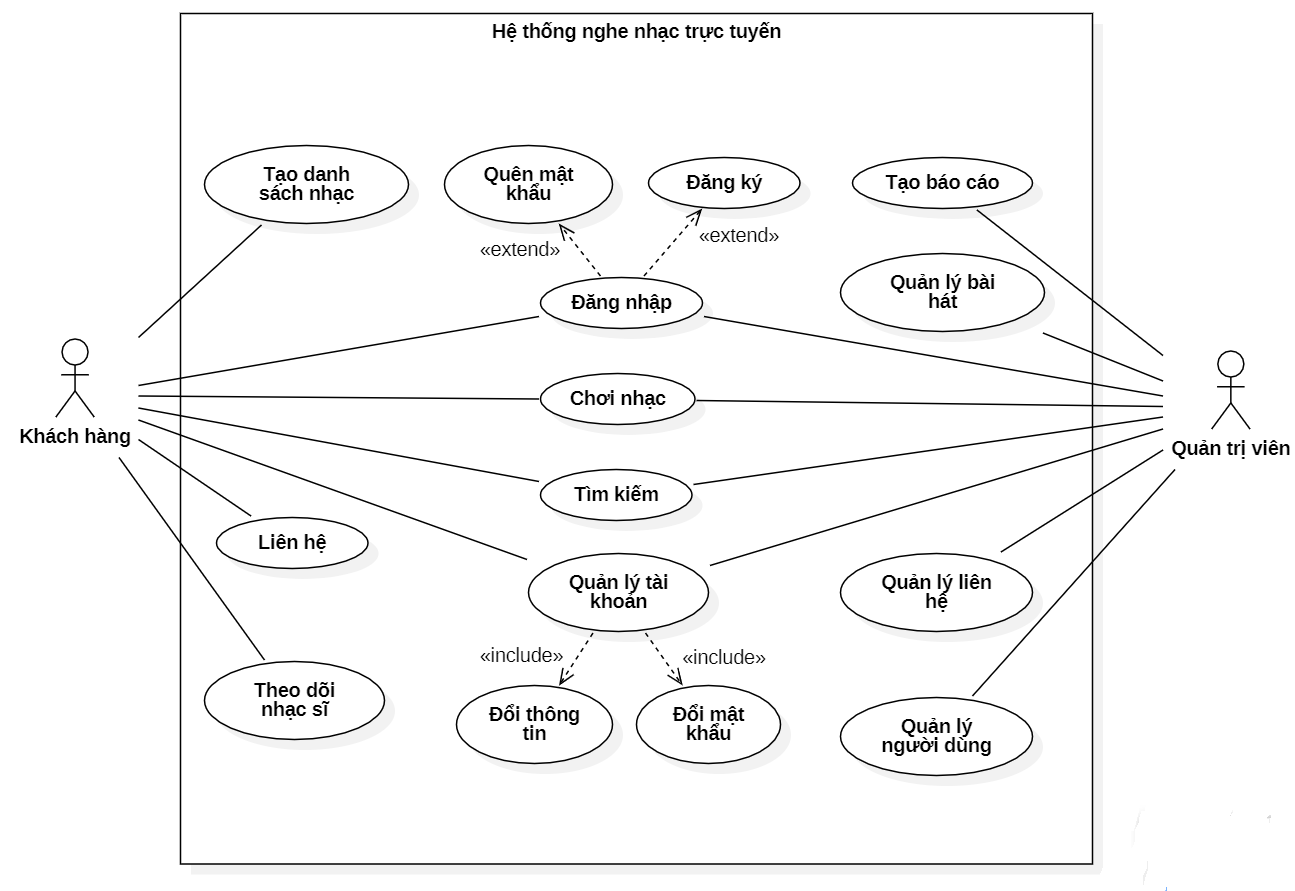 Hệ thống nghe nhạc trực tuyến
Tạo danh
sách nhạc
Quên mật
khẩu
Đăng ký
Tạo báo cáo
«extend»
«extend»
Quản lý bài
hát
Đăng nhập
Chơi nhạc
Khách hàng
Quản trị viên
Tìm kiếm
Liên hệ
Quản lý tài
khoản
Quản lý liên
hệ
«include»
«include»
Theo dõi
nhạc sĩ
Đổi thông
tin
Đổi mật
khẩu
Quản lý
người dùng